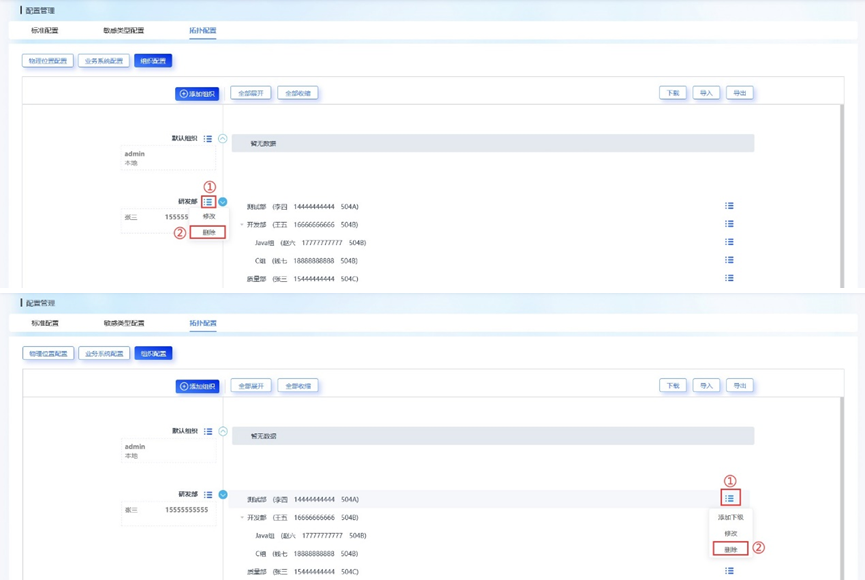 配置管理
标准配置 敏感类型配置 拓扑配置
物理位置配置 业务系统配置 组织配置
添加组织 全部展开 全部收缩 下载 导入 导出
默认组织
暂无数据
admin
本地
①
研发部
测试部 (李四 14444444444 504A)
张三 15555 修改
开发部 (王五 16666666666 504B)
② 删除
Java组 (赵六 17777777777 504B)
C组 (钱七 18888888888 504B)
质量部 (张三 15444444444 504C)
配置管理
标准配置 敏感类型配置 拓扑配置
物理位置配置 业务系统配置 组织配置
添加组织 全部展开 全部收缩 下载 导入 导出
默认组织
暂无数据
admin
本地
①
研发部
测试部 (李四 14444444444 504A)
张三 15555555555
开发部 (王五 16666666666 504B)
添加下级
Java组 (赵六 17777777777 504B)
修改
C组 (钱七 18888888888 504B)
删除 ②
质量部 (张三 15444444444 504C)